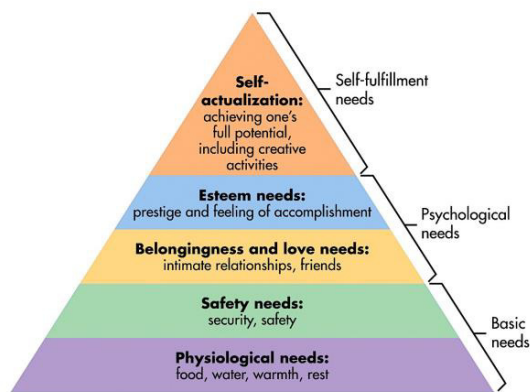 Self-
actualization:
achieving one's
full potential,
including creative
activities
Self-fulfillment
needs
Esteem needs:
prestige and feeling of accomplishment
Belongingness and love needs:
intimate relationships, friends
Psychological
needs
Safety needs:
security, safety
Physiological needs:
food, water, warmth, rest
Basic
needs